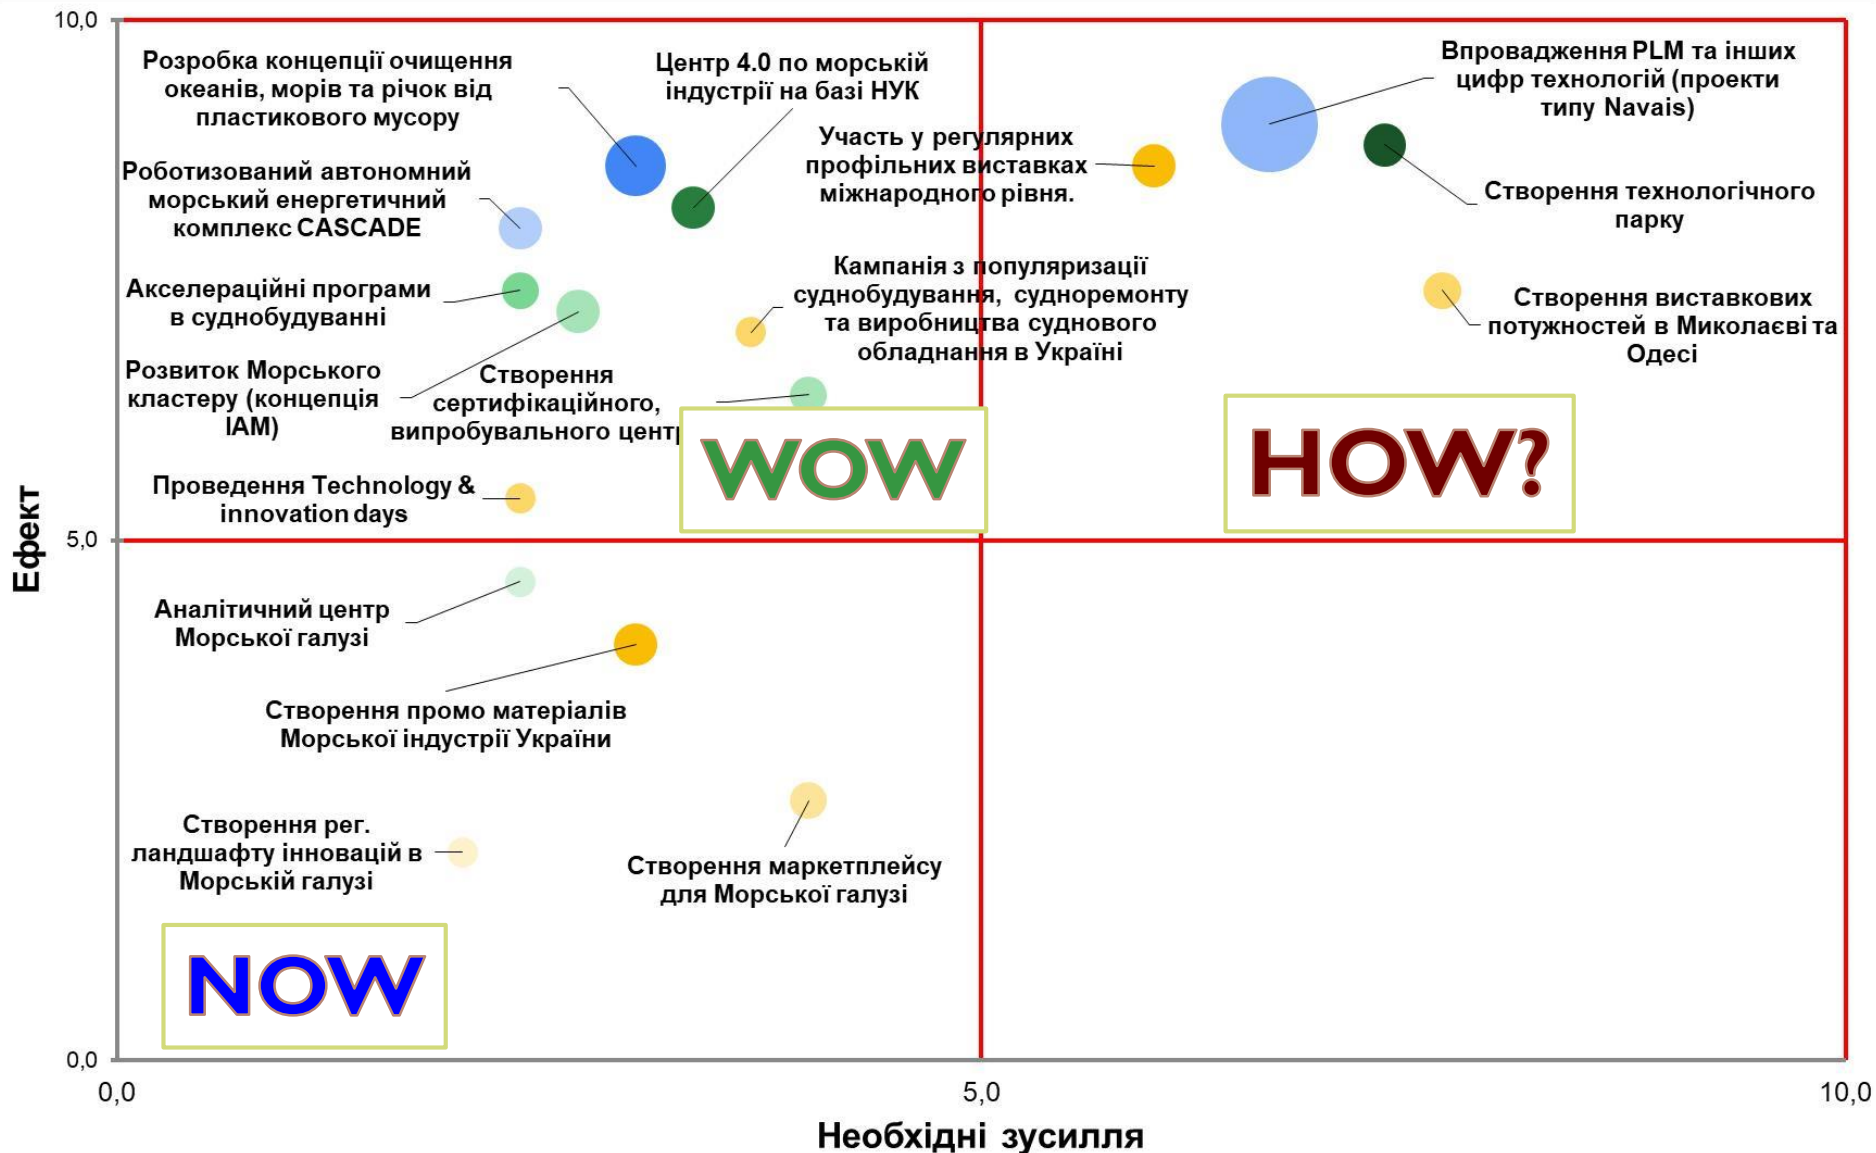 10,0
Розробка концепції очищення
океанів, морів та річок від
пластикового мусору
Центр 4.0 по морській
індустрії на базі НУК
Впровадження PLM та інших
цифр технологій (проекти
типу Navais)
Участь у регулярних
профільних виставках
міжнародного рівня.
Роботизований автономний
морський енергетичний
комплекс CASCADE
Створення технологічного
парку
Акселераційні програми
в суднобудуванні
Кампанія з популяризації
суднобудування, судноремонту
та виробництва суднового
обладнання в Україні
Створення виставкових
потужностей в Миколаєві та
Одесі
Розвиток Морського
кластеру (концепція
IAM)
Створення
сертифікаційного,
випробувального центр
WOW
HOW?
Проведення Technology &
innovation days
5,0
Ефект
Аналітичний центр
Морської галузі
Створення промо матеріалів
Морської індустрії України
Створення рег.
ландшафту інновацій в
Морській галузі
Створення маркетплейсу
для Морської галузі
NOW
0,0
0,0
5,0
10,0
Необхідні зусилля